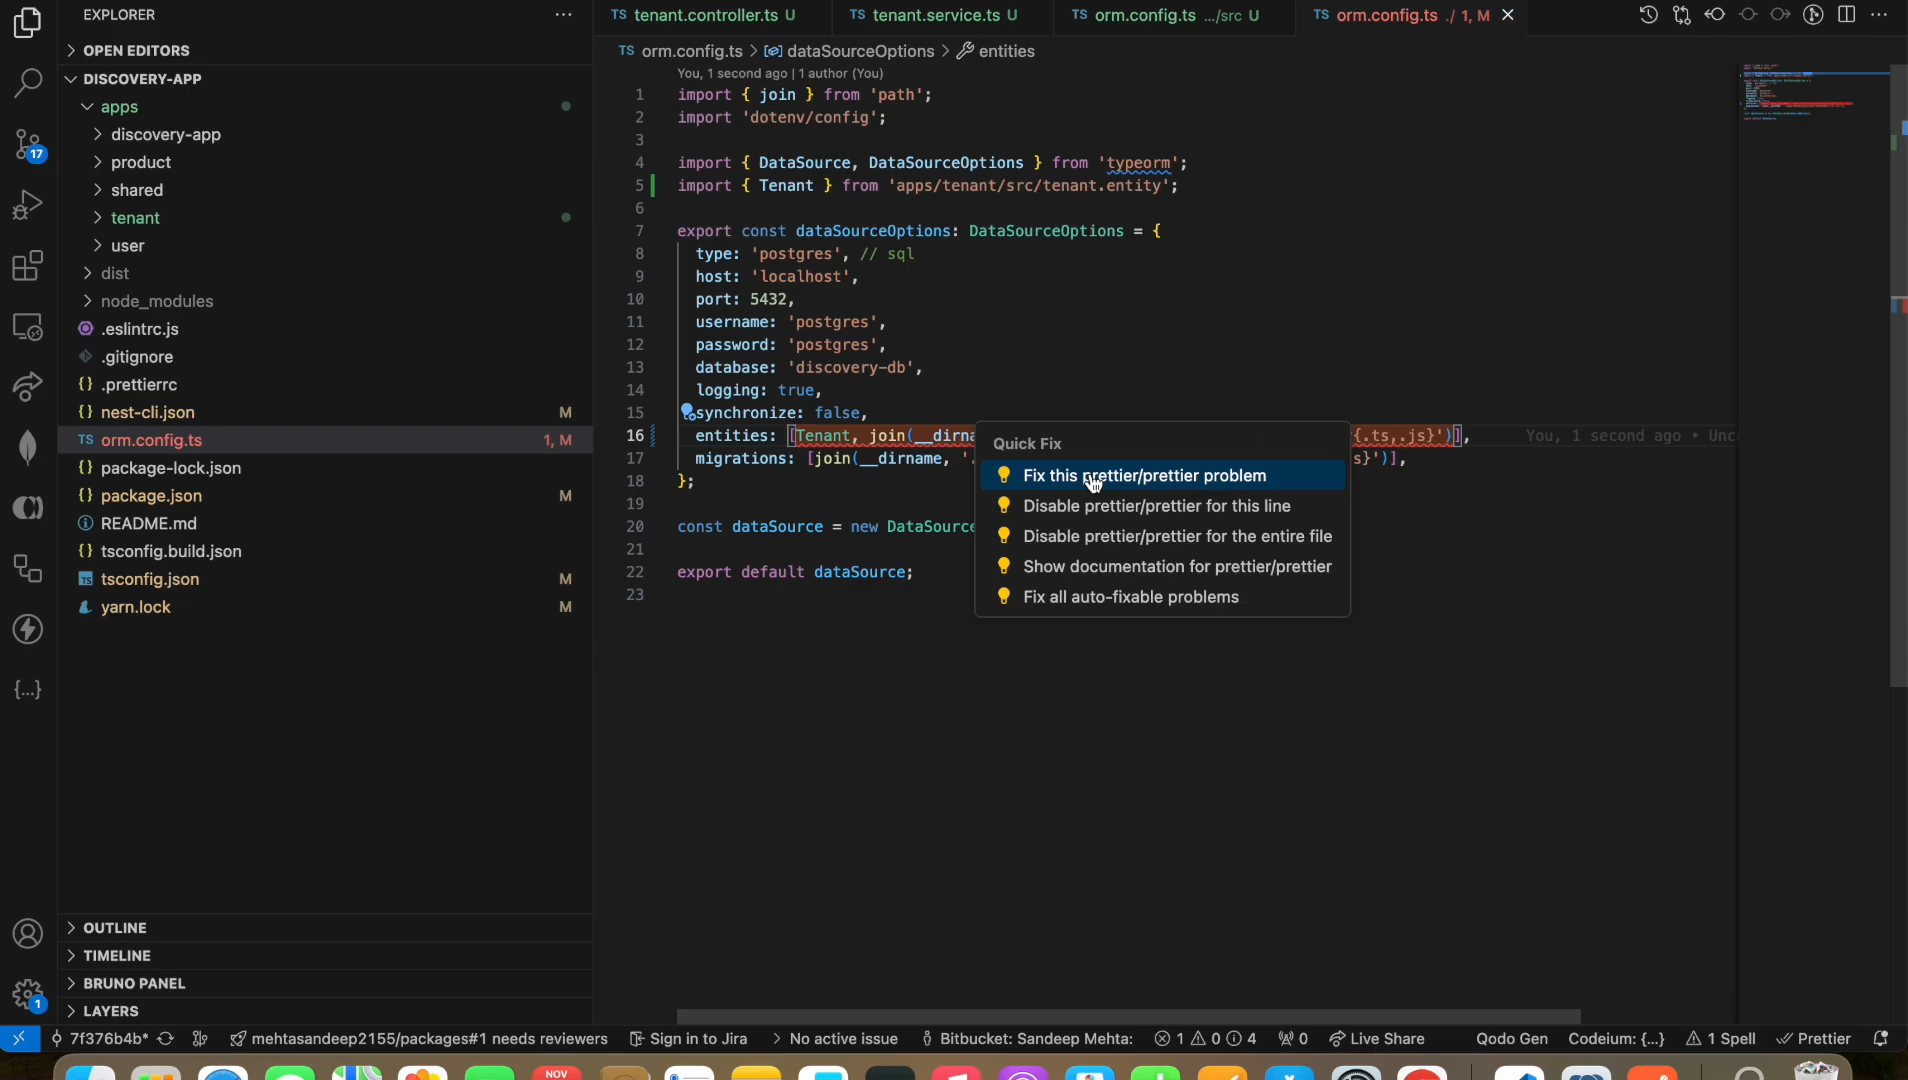 EXPLORER
OPEN EDITORS
DISCOVERY-APP
apps
discovery-app
product
shared
tenant
user
dist
node_modules
.eslintrc.js
.gitignore
.prettierrc
nest-cli.json M
orm.config.ts 1, M
package-lock.json
package.json M
README.md
tsconfig.build.json
tsconfig.json M
yarn.lock M
OUTLINE
TIMELINE
BRUNO PANEL
LAYERS
17
1
TS tenant.controller.ts U
TS tenant.service.ts U
TS orm.config.ts .../src U
TS orm.config.ts ./ 1, M
TS orm.config.ts > dataSourceOptions > entities
You, 1 second ago | 1 author (You)
1 import { join } from 'path';
2 import 'dotenv/config';
3
4 import { DataSource, DataSourceOptions } from 'typeorm';
5 import { Tenant } from 'apps/tenant/src/tenant.entity';
6
7 export const dataSourceOptions: DataSourceOptions = {
8 type: 'postgres', // sql
9 host: 'localhost',
10 port: 5432,
11 username: 'postgres',
12 password: 'postgres',
13 database: 'discovery-db',
14 logging: true,
15 synchronize: false,
16 entities: [Tenant, join(__dirna {.ts,.js}')], You, 1 second ago • Unc
17 migrations: [join(__dirname, '. s}')],
18 };
19
20 const dataSource = new DataSource
21
22 export default dataSource;
23
Quick Fix
Fix this prettier/prettier problem
Disable prettier/prettier for this line
Disable prettier/prettier for the entire file
Show documentation for prettier/prettier
Fix all auto-fixable problems
7f376b4b* mehtasandeep2155/packages#1 needs reviewers Sign in to Jira No active issue Bitbucket: Sandeep Mehta: 1 0 4 0 Live Share Qodo Gen Codeium: {...} 1 Spell Prettier
NOV